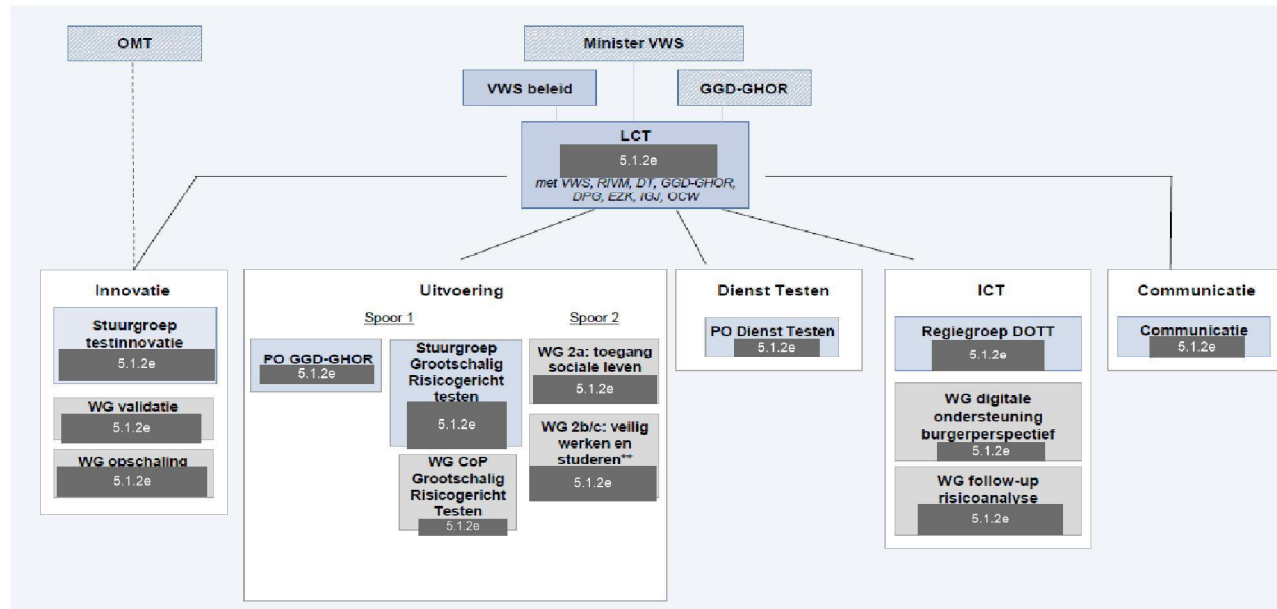 OMT
Minister VWS
VWS beleid
GGD-GHOR
LCT
5.1.2e
met VWS, RIVM, DT, GGD-GHOR,
DPG, EZK, IGJ, OCW
Innovatie
Stuurgroep
testinnovatie
5.1.2e
WG validatie
5.1.2e
WG opschaling
5.1.2e
Uitvoering
Spoor 1
PO GGD-GHOR
5.1.2e
Stuurgroep
Grootschalig
Risicogericht
testen
5.1.2e
WG CoP
Grootschalig
Risicogericht
Testen
5.1.2e
Spoor 2
WG 2a: toegang
sociale leven
5.1.2e
WG 2b/c: veilig
werken en
studeren**
5.1.2e
Dienst Testen
PO Dienst Testen
5.1.2e
ICT
Regiegroep DOTT
5.1.2e
WG digitale
ondersteuning
burgerperspectief
5.1.2e
WG follow-up
risicoanalyse
5.1.2e
Communicatie
Communicatie
5.1.2e